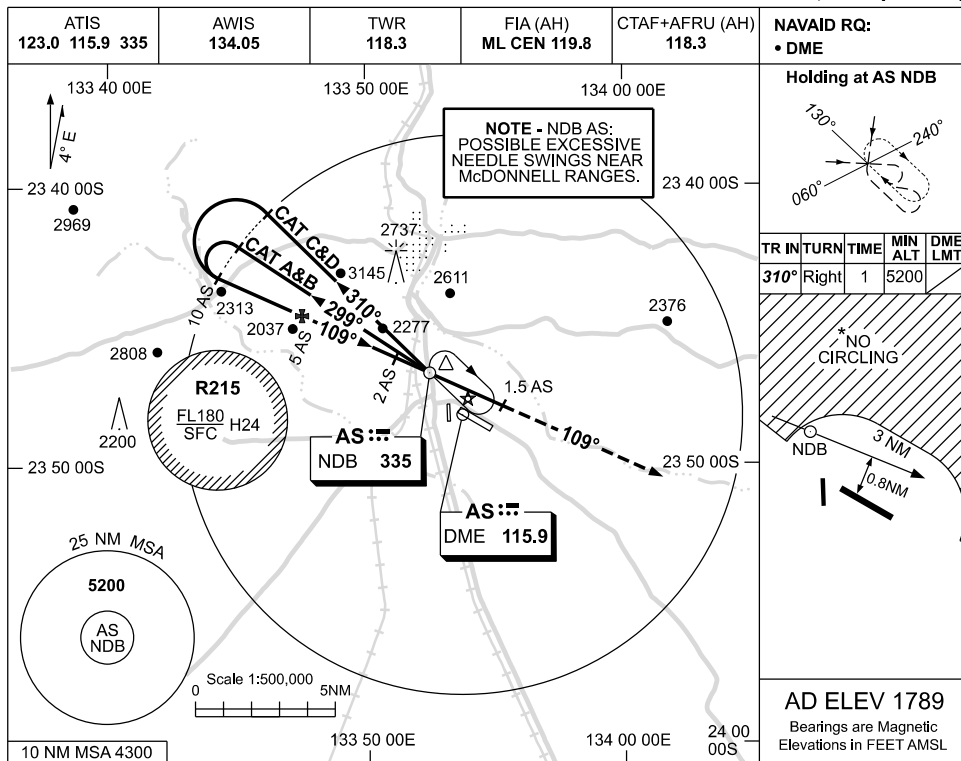 ATIS
123.0 115.9 335
AWIS
134.05
TWR
118.3
FIA (AH)
ML CEN 119.8
CTAF+AFRU (AH)
118.3
NAVAID RQ:
• DME
133 40 00E
133 50 00E
134 00 00E
4° E
NOTE - NDB AS:
POSSIBLE EXCESSIVE
NEEDLE SWINGS NEAR
McDONNELL RANGES.
Holding at AS NDB
130°
240°
060°
23 40 00S
23 40 00S
2969
CAT C&D
CAT A&B
2737
3145
2611
310°
299°
109°
2313
2037
2277
2376
10 AS
5 AS
2 AS
1.5 AS
109°
2808
TR IN TURN TIME MIN ALT DME LMT
310° Right 1 5200
*NO
CIRCLING
NDB
3 NM
0.8NM
R215
FL180
SFC
H24
2200
23 50 00S
23 50 00S
AS
NDB 335
AS
DME 115.9
25 NM MSA
5200
AS
NDB
Scale 1:500,000
0 5NM
10 NM MSA 4300
133 50 00E
134 00 00E
24 00
00S
AD ELEV 1789
Bearings are Magnetic
Elevations in FEET AMSL